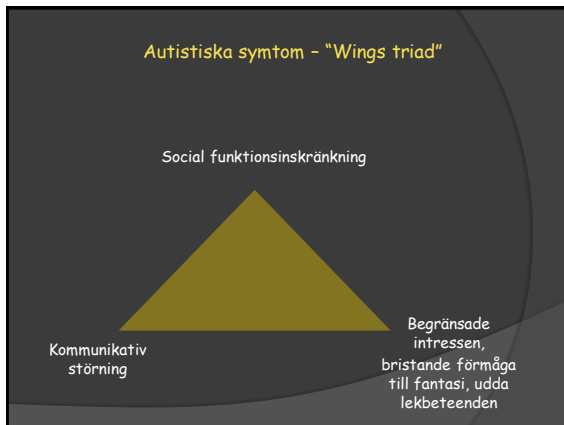 Autistiska symtom – “Wings triad”
Social funktionsinskränkning
Kommunikativ
störning
Begränsade
intressen,
bristande förmåga
till fantasi, udda
lekbeteenden